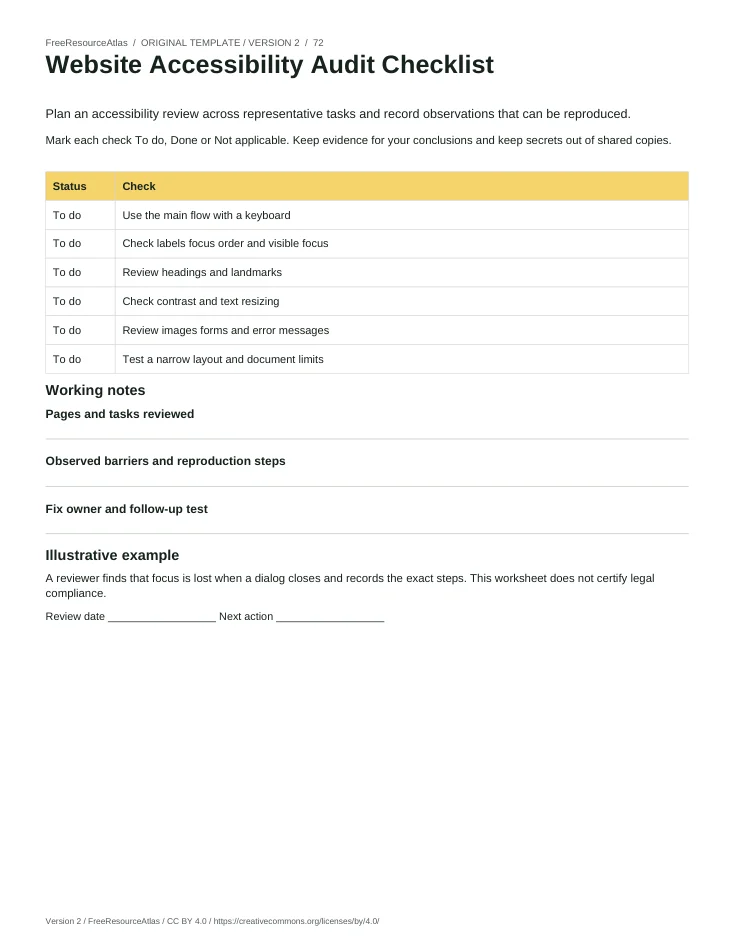 FreeResourceAtlas / ORIGINAL TEMPLATE / VERSION 2 / 72
Website Accessibility Audit Checklist
Plan an accessibility review across representative tasks and record observations that can be reproduced.
Mark each check To do, Done or Not applicable. Keep evidence for your conclusions and keep secrets out of shared copies.
Status Check
To do Use the main flow with a keyboard
To do Check labels focus order and visible focus
To do Review headings and landmarks
To do Check contrast and text resizing
To do Review images forms and error messages
To do Test a narrow layout and document limits
Working notes
Pages and tasks reviewed
Observed barriers and reproduction steps
Fix owner and follow-up test
Illustrative example
A reviewer finds that focus is lost when a dialog closes and records the exact steps. This worksheet does not certify legal
compliance.
Review date __________________ Next action __________________
Version 2 / FreeResourceAtlas / CC BY 4.0 / https://creativecommons.org/licenses/by/4.0/